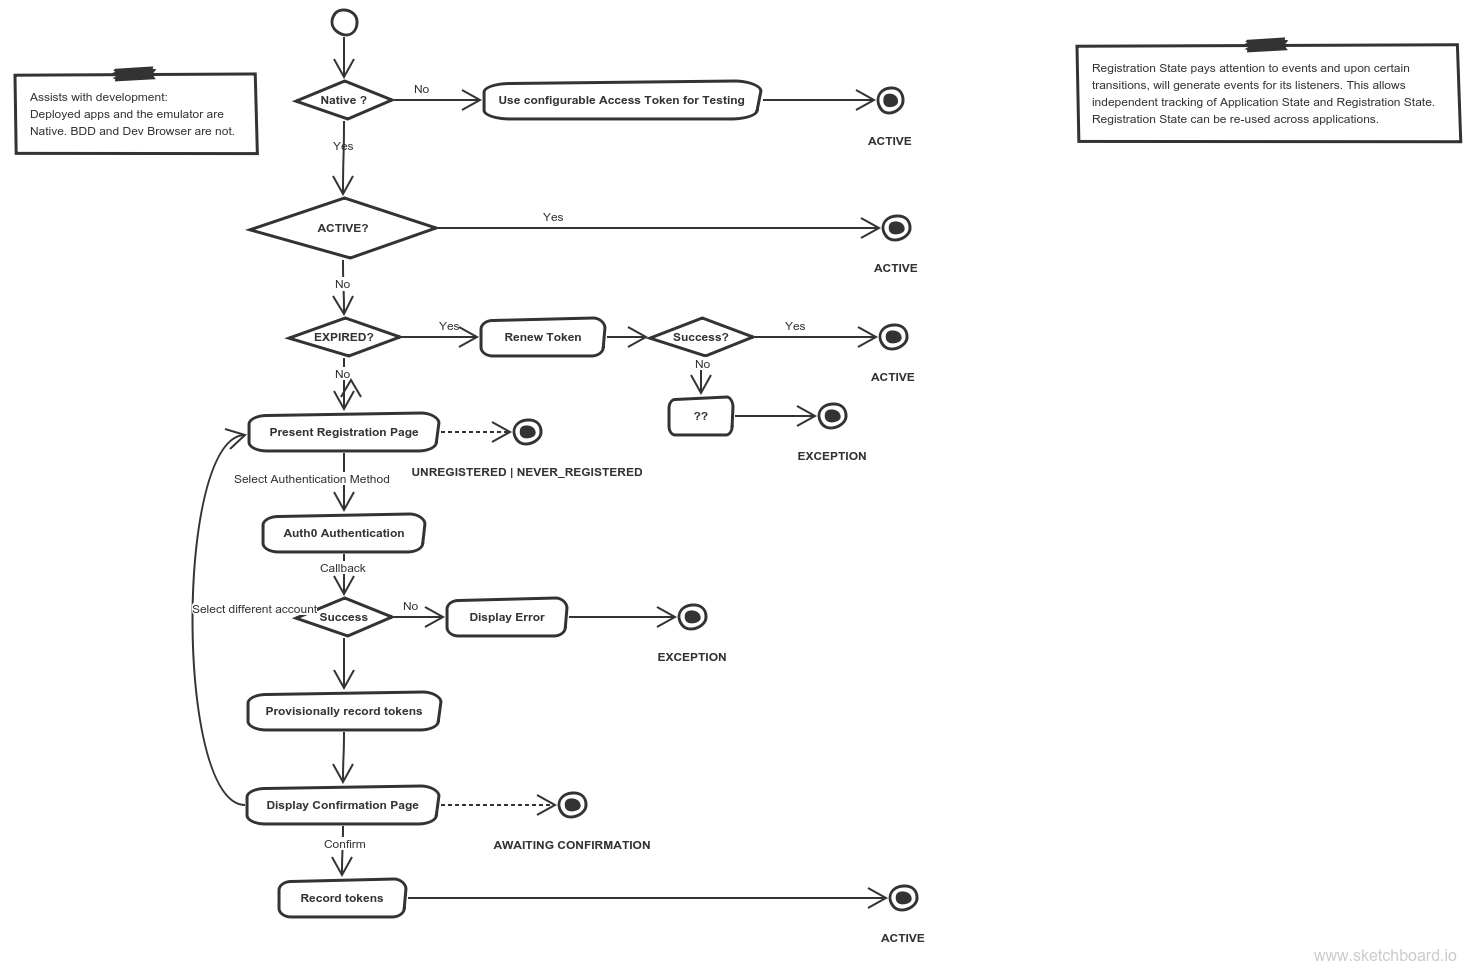 Assists with development:
Deployed apps and the emulator are
Native. BDD and Dev Browser are not.
Registration State pays attention to events and upon certain
transitions, will generate events for its listeners. This allows
independent tracking of Application State and Registration State.
Registration State can be re-used across applications.
Native ?
No
Use configurable Access Token for Testing
ACTIVE
Yes
ACTIVE?
Yes
ACTIVE
No
EXPIRED?
Yes
Renew Token
Success?
Yes
ACTIVE
No
No
??
EXCEPTION
Present Registration Page
UNREGISTERED | NEVER_REGISTERED
Select Authentication Method
Auth0 Authentication
Callback
Select different account
Success
No
Display Error
EXCEPTION
Provisionally record tokens
Display Confirmation Page
AWAITING CONFIRMATION
Confirm
Record tokens
ACTIVE
www.sketchboard.io